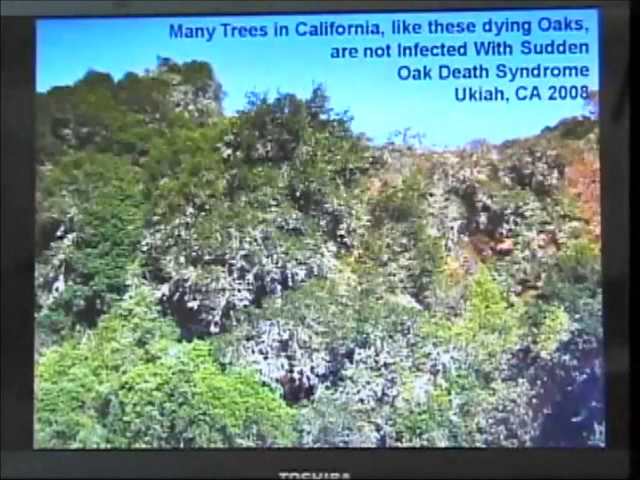 Many Trees in California, like these dying Oaks,
are not Infected With Sudden
Oak Death Syndrome
Ukiah, CA 2008
TOSHIBA